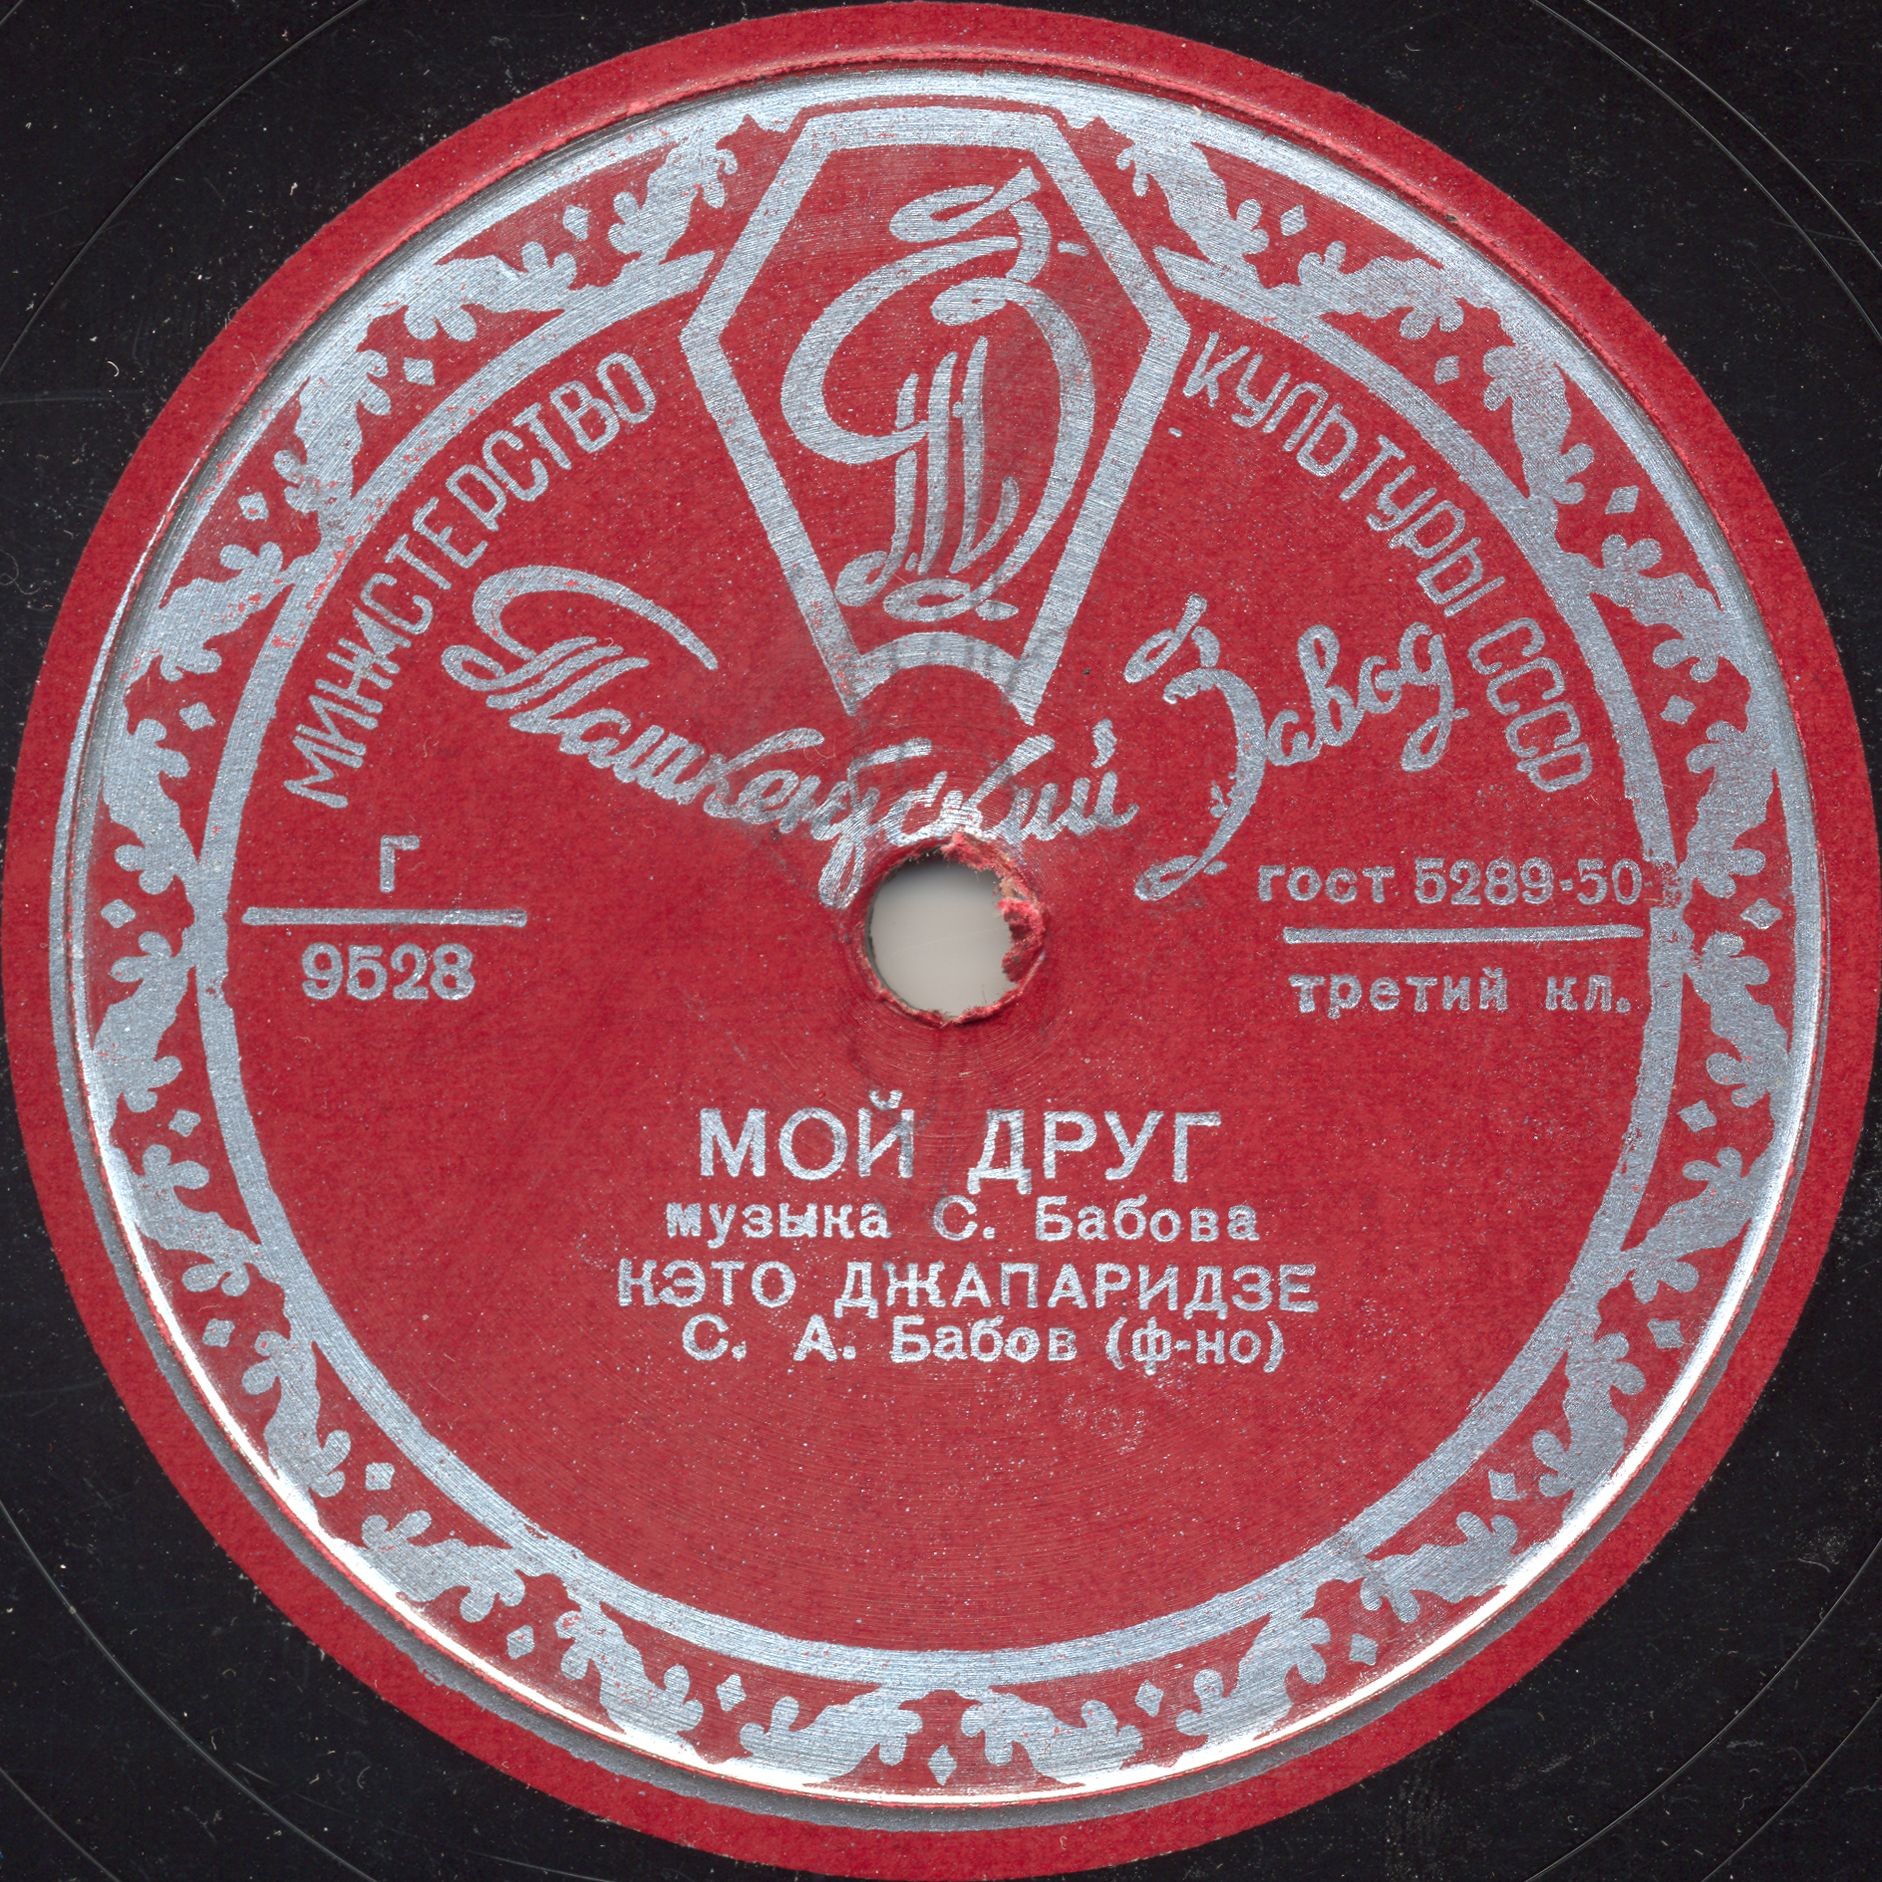 МИНИСТЕРСТВО КУЛЬТУРЫ СССР
Ташкентский Завод
Г
9528
ГОСТ 5289-50
третий кл.
МОЙ ДРУГ
музыка С. Бабова
КЭТО ДЖАПАРИДЗЕ
С. А. Бабов (ф-но)